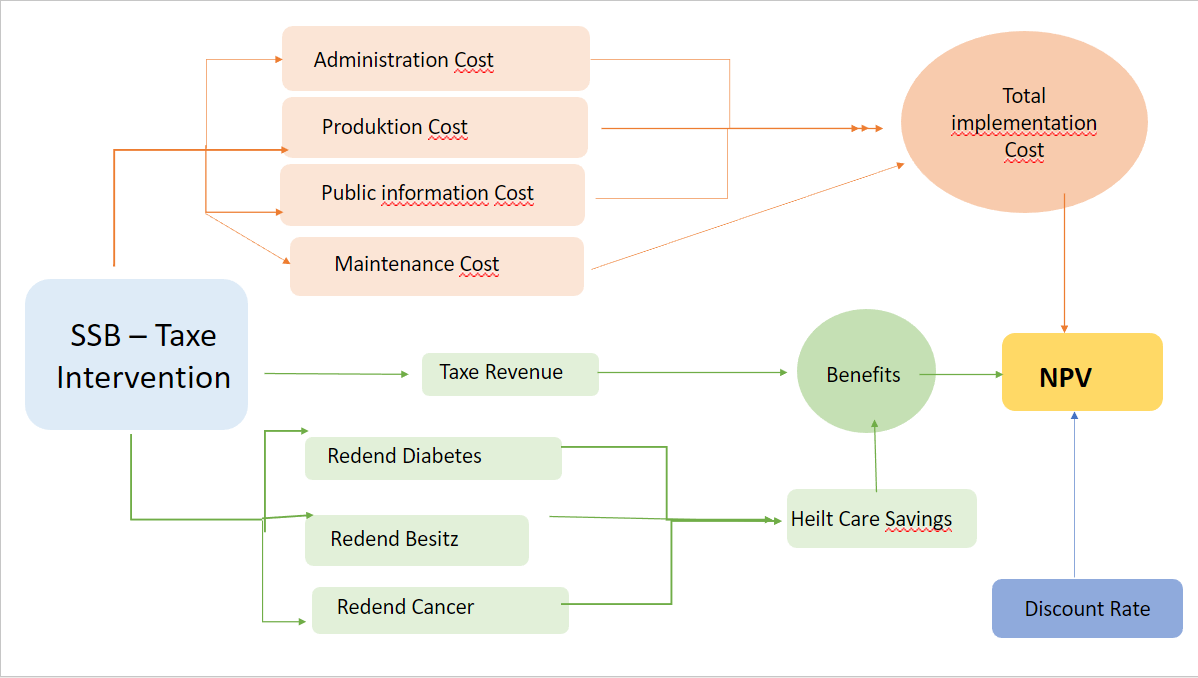 Administration Cost
Produktion Cost
Public information Cost
Maintenance Cost
Total
implementation
Cost
SSB – Taxe
Intervention
Taxe Revenue
Benefits
NPV
Redend Diabetes
Redend Besitz
Redend Cancer
Heilt Care Savings
Discount Rate